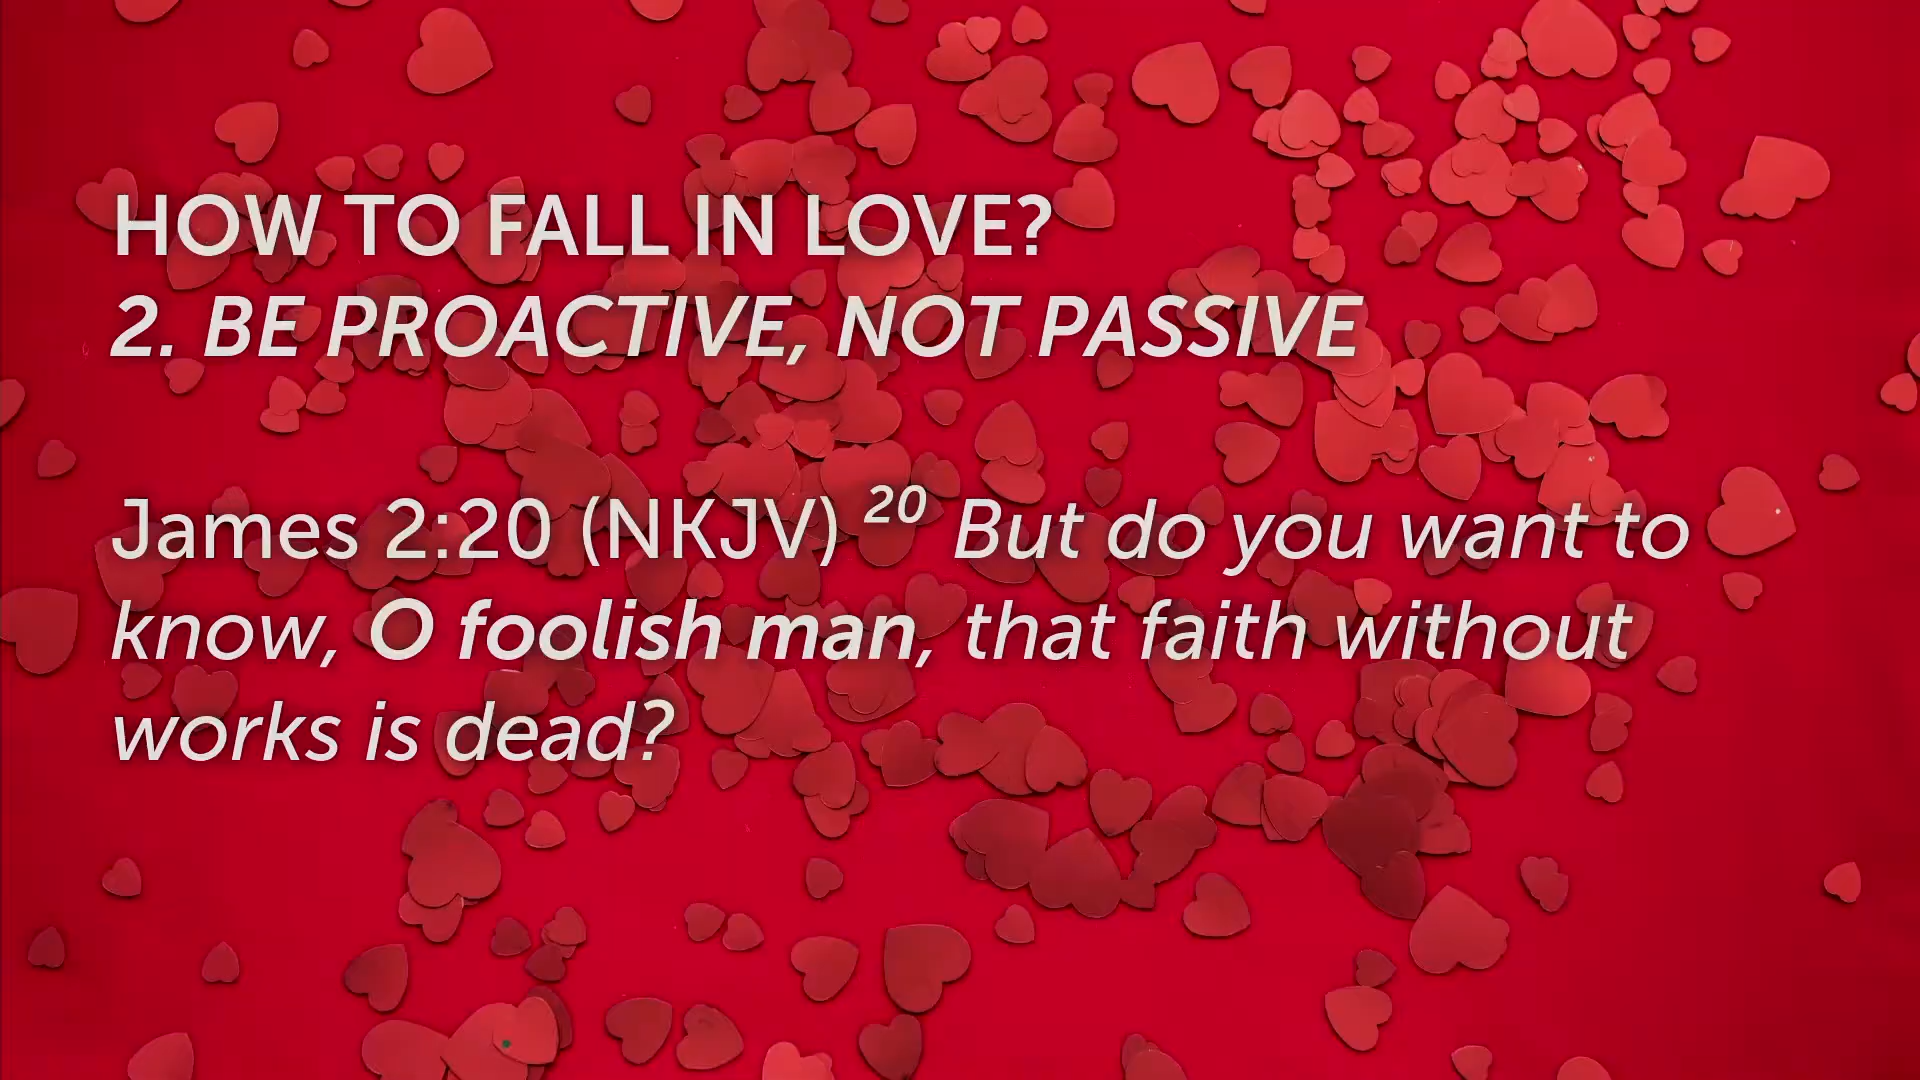 HOW TO FALL IN LOVE?
2. BE PROACTIVE, NOT PASSIVE
James 2:20 (NKJV) 20 But do you want to
know, O foolish man, that faith without
works is dead?